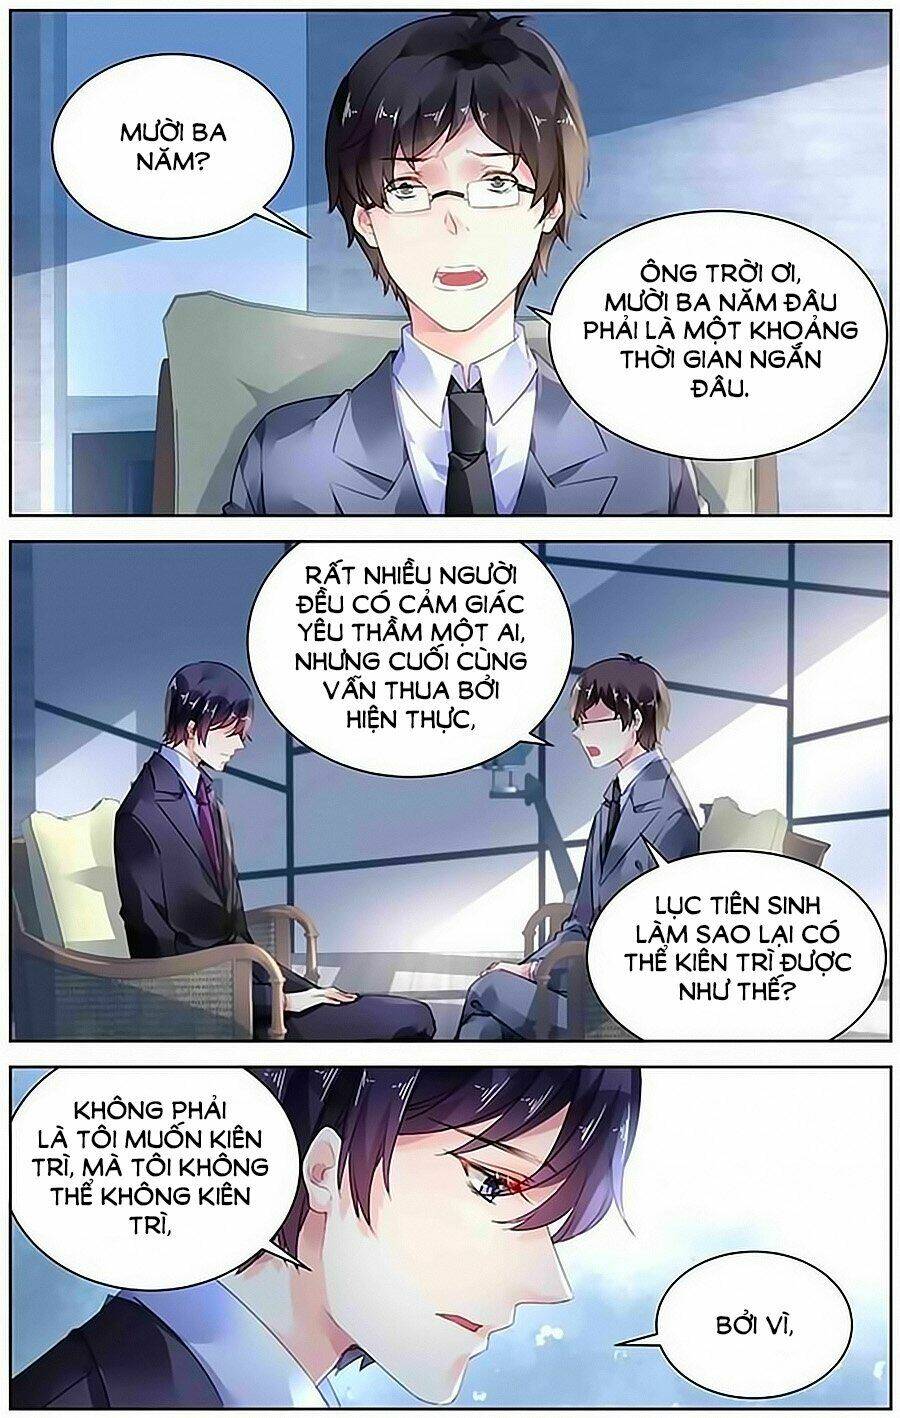 MƯỜI BA
NĂM?
ÔNG TRỜI ƠI,
MƯỜI BA NĂM ĐÂU
PHẢI LÀ MỘT KHOẢNG
THỜI GIAN NGẮN
ĐÂU.
RẤT NHIỀU NGƯỜI
ĐỀU CÓ CẢM GIÁC
YÊU THẦM MỘT AI,
NHƯNG CUỐI CÙNG
VẪN THUA BỞI
HIỆN THỰC,
LỤC TIÊN SINH
LÀM SAO LẠI CÓ
THỂ KIÊN TRÌ ĐƯỢC
NHƯ THẾ?
KHÔNG PHẢI
LÀ TÔI MUỐN KIÊN
TRÌ, MÀ TÔI KHÔNG
THỂ KHÔNG KIÊN
TRÌ,
BỞI VÌ,